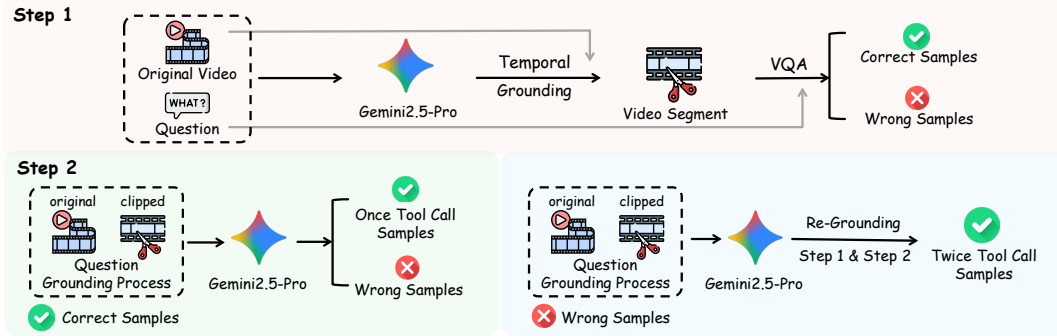 Step 1
Original Video
WHAT?
Question
Gemini2.5-Pro
Temporal
Grounding
Video Segment
VQA
Correct Samples
Wrong Samples
Step 2
original clipped
Question
Grounding Process
Correct Samples
Gemini2.5-Pro
Once Tool Call
Samples
Wrong Samples
original clipped
Question
Grounding Process
Wrong Samples
Gemini2.5-Pro
Re-Grounding
Step 1 & Step 2
Twice Tool Call
Samples